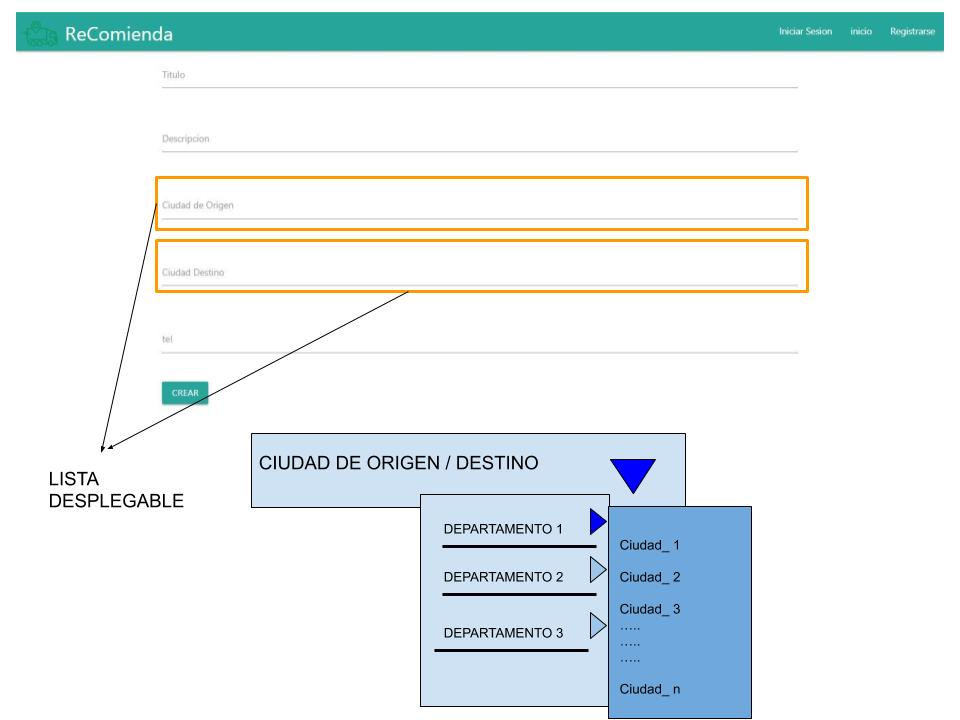 ReComienda
Iniciar Sesion inicio Registrarse
Titulo
Descripcion
Ciudad de Origen
Ciudad Destino
tel
CREAR
LISTA
DESPLEGABLE
CIUDAD DE ORIGEN / DESTINO
DEPARTAMENTO 1
DEPARTAMENTO 2
DEPARTAMENTO 3
Ciudad_ 1
Ciudad_ 2
Ciudad_ 3
.....
.....
.....
Ciudad_ n